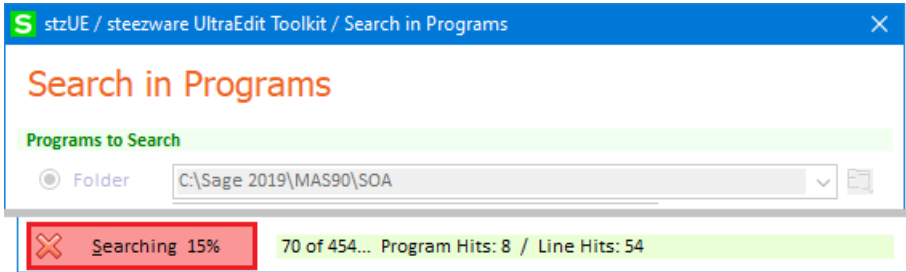 S stzUE / steezware UltraEdit Toolkit / Search in Programs
Search in Programs
Programs to Search
Folder C:\Sage 2019\MAS90\SOA
Searching 15% 70 of 454... Program Hits: 8 / Line Hits: 54